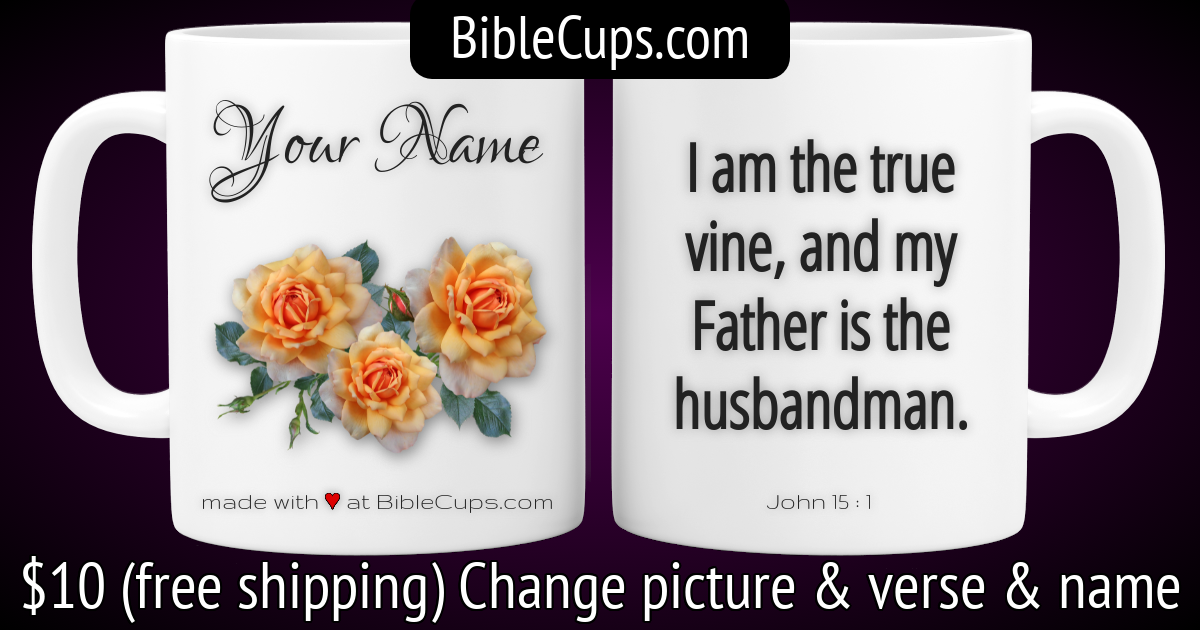 BibleCups.com
Your Name
made with ♥ at BibleCups.com
I am the true
vine, and my
Father is the
husbandman.
John 15 : 1
$10 (free shipping) Change picture & verse & name